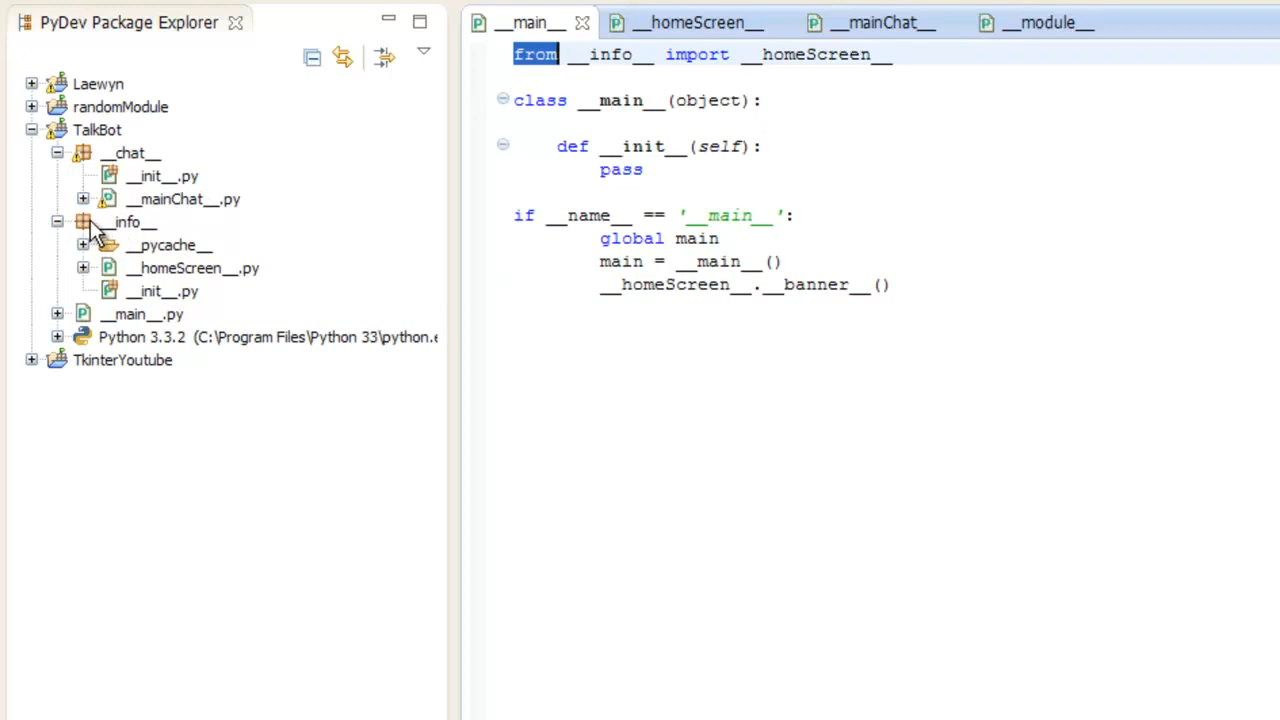 PyDev Package Explorer
Laewyn
randomModule
TalkBot
__chat__
__init__.py
__mainChat__.py
__info__
__pycache__
__homeScreen__.py
__init__.py
__main__.py
Python 3.3.2 (C:\Program Files\Python 33\python.e
TkinterYoutube
__main__
__homeScreen__
__mainChat__
__module__
from __info__ import __homeScreen__
class __main__(object):
def __init__(self):
pass
if __name__ == '__main__':
global main
main = __main__()
__homeScreen__.__banner__()